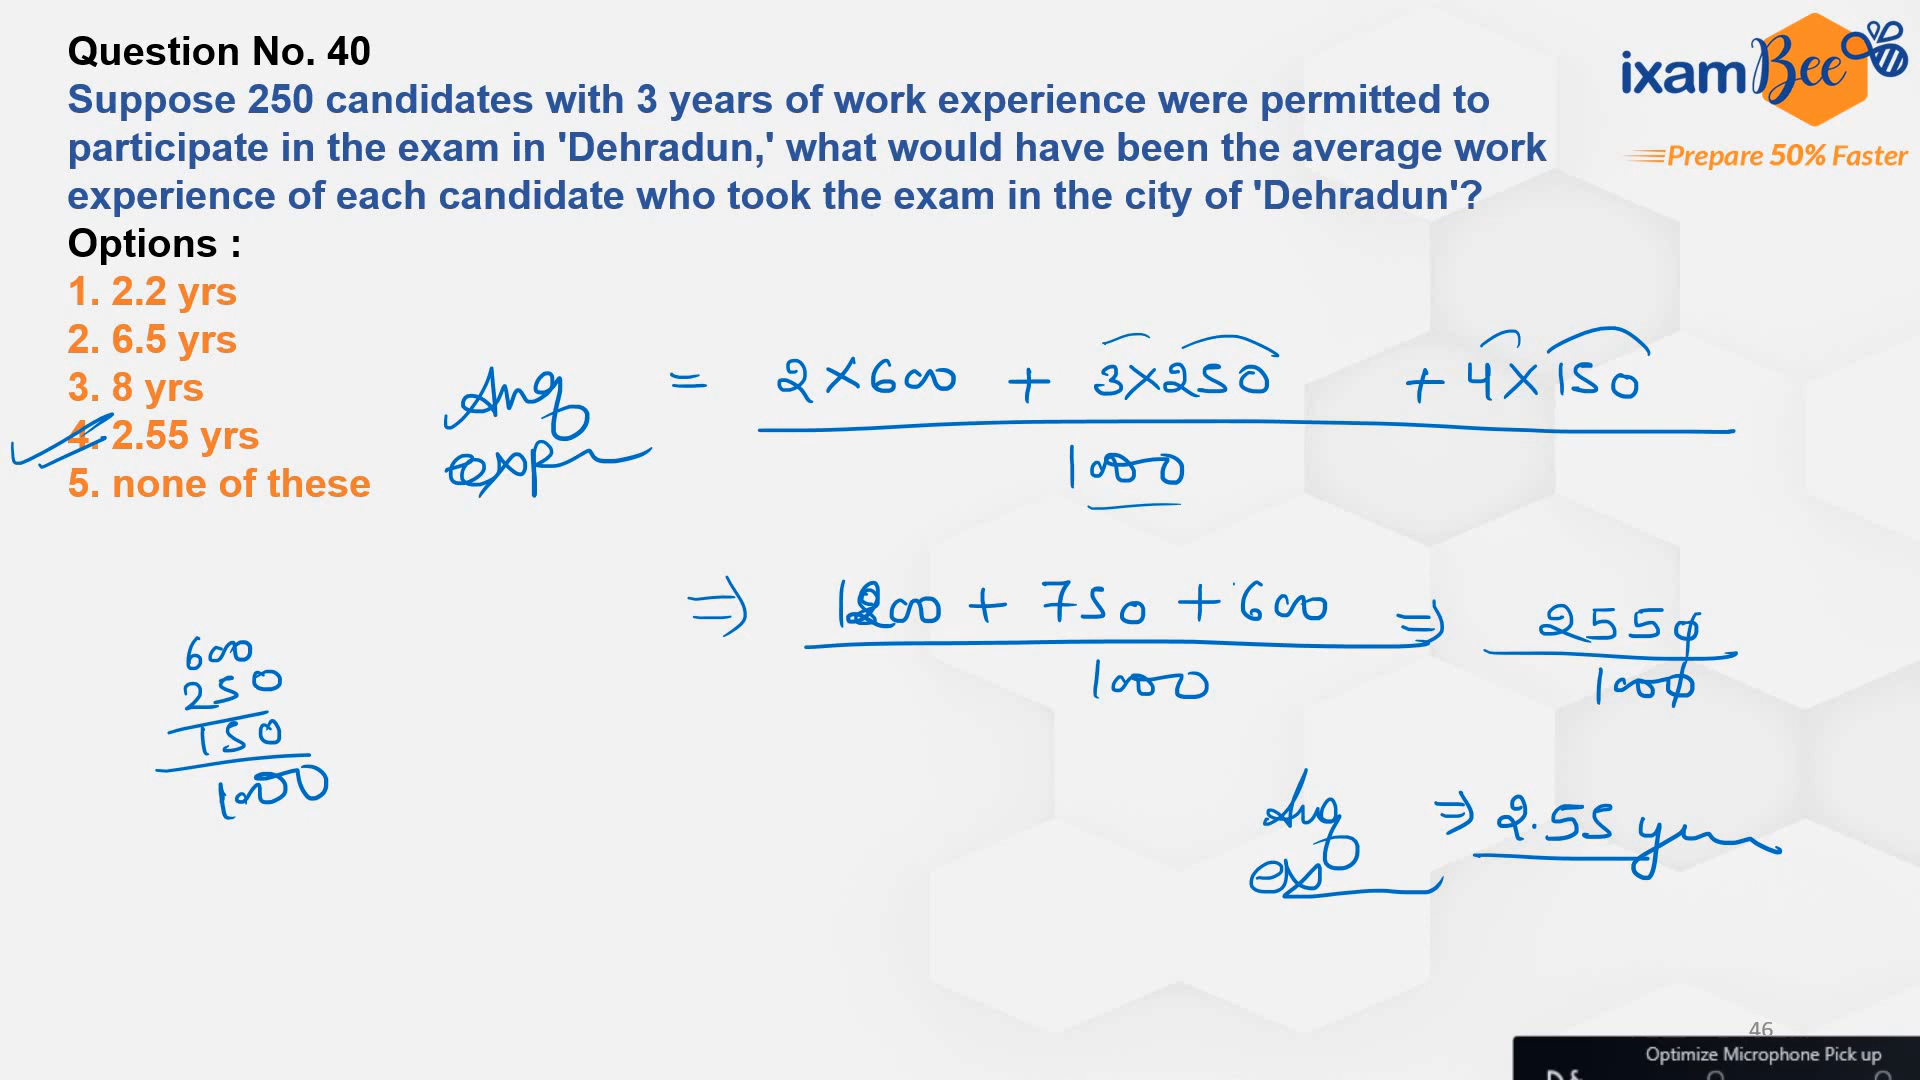 Question No. 40
Suppose 250 candidates with 3 years of work experience were permitted to
participate in the exam in 'Dehradun,' what would have been the average work
experience of each candidate who took the exam in the city of 'Dehradun'?
Options :
1. 2.2 yrs
2. 6.5 yrs
3. 8 yrs
4. 2.55 yrs
5. none of these
ixamBee
Prepare 50% Faster
Avg = 2×600 + 3×250 + 4×150
exp
1000
⇒ 1200 + 750 + 600 ⇒ 2550
1000 1000
600
250
150
1000
Avg ⇒ 2.55
ex
46
Optimize Microphone Pick up